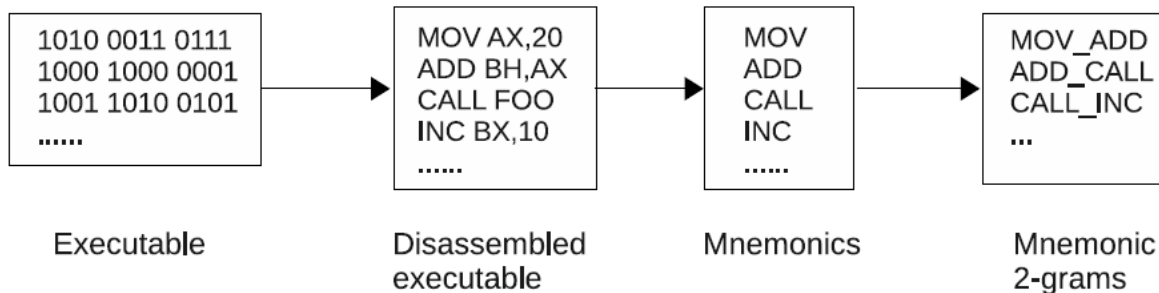 1010 0011 0111
1000 1000 0001
1001 1010 0101
......
MOV AX,20
ADD BH,AX
CALL FOO
INC BX,10
......
MOV
ADD
CALL
INC
......
MOV_ADD
ADD_CALL
CALL_INC
...
Executable
Disassembled
executable
Mnemonics
Mnemonic
2-grams